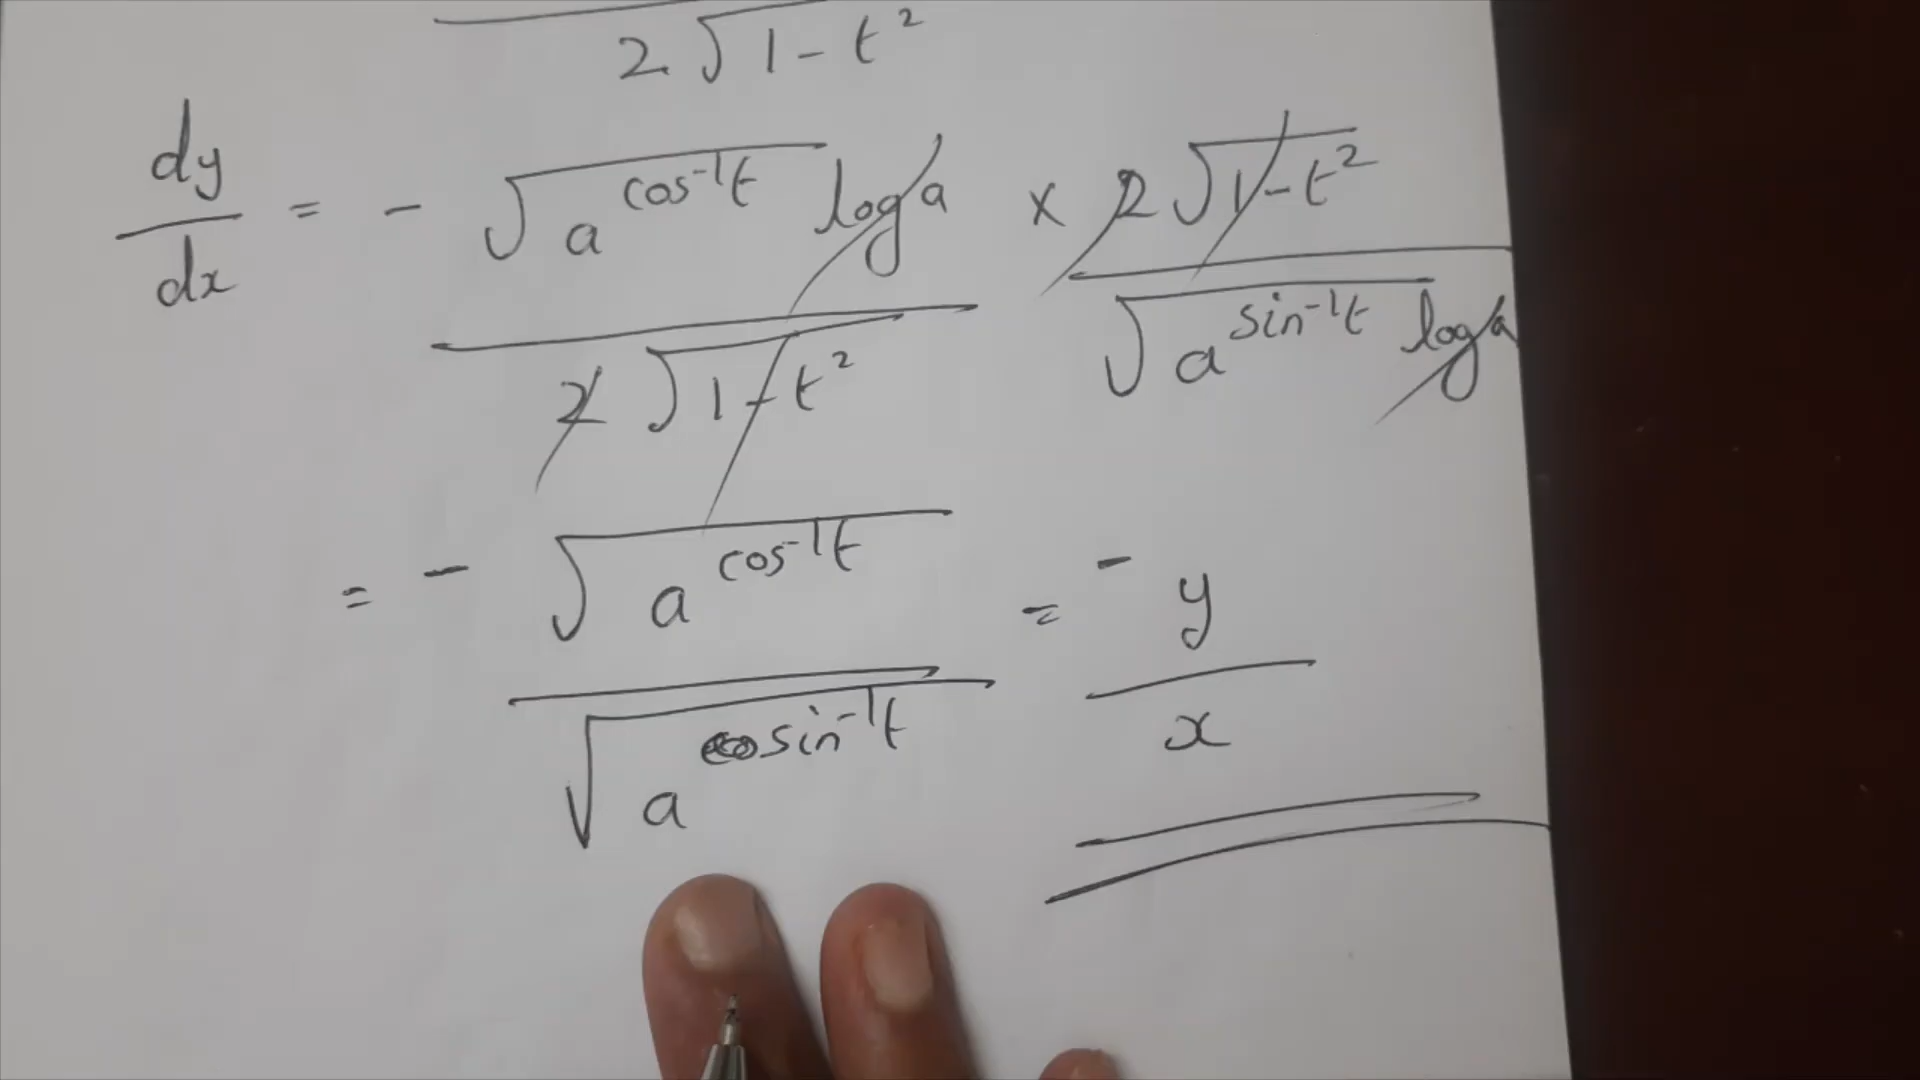 2√1-t²
dy/dx = - √a^cos⁻¹t log a / 2√1-t² × 2√1-t² / √a^sin⁻¹t log a
= - √a^cos⁻¹t / √a^sin⁻¹t = -y/x